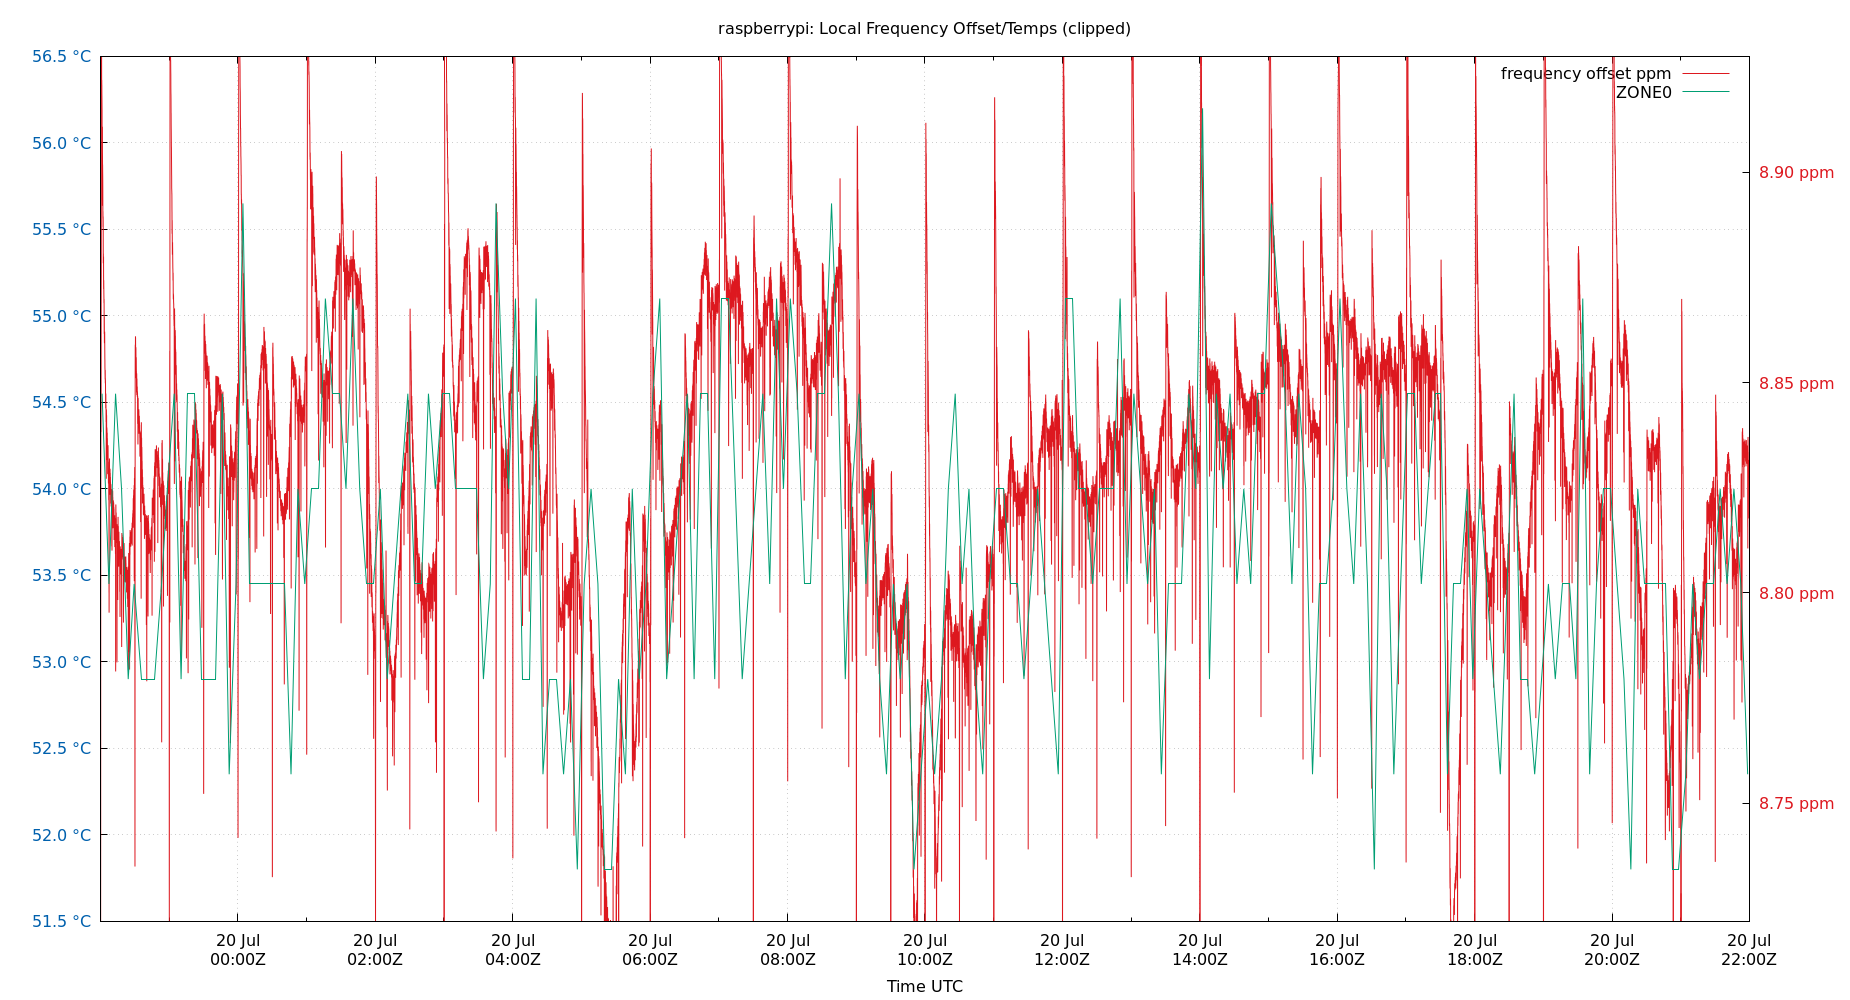 raspberrypi: Local Frequency Offset/Temps (clipped)
56.5 °C
56.0 °C
55.5 °C
55.0 °C
54.5 °C
54.0 °C
53.5 °C
53.0 °C
52.5 °C
52.0 °C
51.5 °C
frequency offset ppm
ZONE0
8.90 ppm
8.85 ppm
8.80 ppm
8.75 ppm
20 Jul 20 Jul 20 Jul 20 Jul 20 Jul 20 Jul 20 Jul 20 Jul 20 Jul 20 Jul 20 Jul 20 Jul
00:00Z 02:00Z 04:00Z 06:00Z 08:00Z 10:00Z 12:00Z 14:00Z 16:00Z 18:00Z 20:00Z 22:00Z
Time UTC